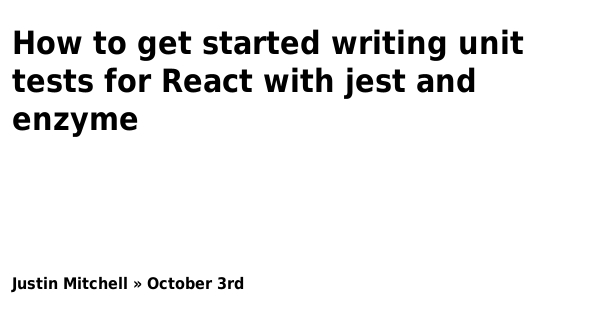 How to get started writing unit
tests for React with jest and
enzyme
Justin Mitchell » October 3rd